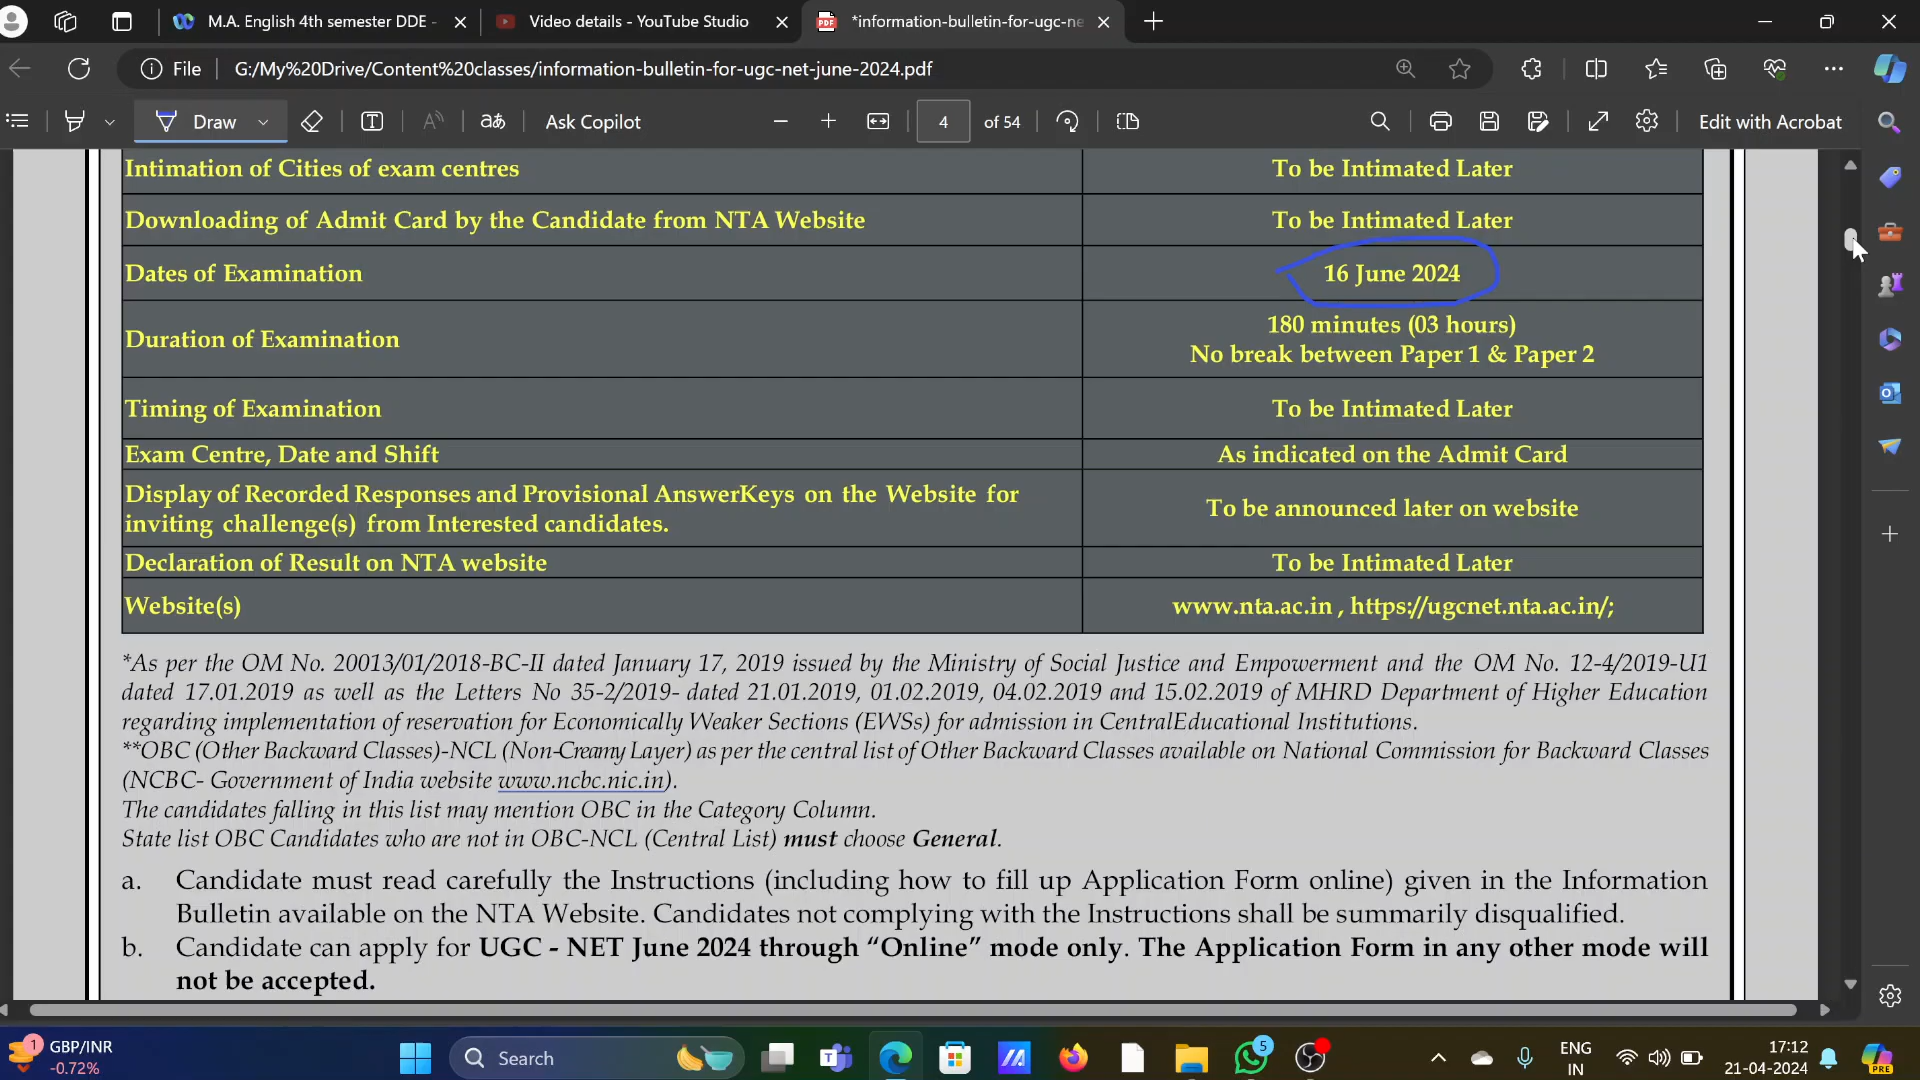 M.A. English 4th semester DDE -
Video details - YouTube Studio
*information-bulletin-for-ugc-ne
File
G:/My%20Drive/Content%20classes/information-bulletin-for-ugc-net-june-2024.pdf
Draw
aあ
Ask Copilot
4
of 54
Edit with Acrobat
Intimation of Cities of exam centres
To be Intimated Later
Downloading of Admit Card by the Candidate from NTA Website
To be Intimated Later
Dates of Examination
16 June 2024
Duration of Examination
180 minutes (03 hours)
No break between Paper 1 & Paper 2
Timing of Examination
To be Intimated Later
Exam Centre, Date and Shift
As indicated on the Admit Card
Display of Recorded Responses and Provisional AnswerKeys on the Website for
inviting challenge(s) from Interested candidates.
To be announced later on website
Declaration of Result on NTA website
To be Intimated Later
Website(s)
www.nta.ac.in , https://ugcnet.nta.ac.in/;
*As per the OM No. 20013/01/2018-BC-II dated January 17, 2019 issued by the Ministry of Social Justice and Empowerment and the OM No. 12-4/2019-U1
dated 17.01.2019 as well as the Letters No 35-2/2019- dated 21.01.2019, 01.02.2019, 04.02.2019 and 15.02.2019 of MHRD Department of Higher Education
regarding implementation of reservation for Economically Weaker Sections (EWSs) for admission in CentralEducational Institutions.
**OBC (Other Backward Classes)-NCL (Non-Creamy Layer) as per the central list of Other Backward Classes available on National Commission for Backward Classes
(NCBC- Government of India website www.ncbc.nic.in).
The candidates falling in this list may mention OBC in the Category Column.
State list OBC Candidates who are not in OBC-NCL (Central List) must choose General.
a. Candidate must read carefully the Instructions (including how to fill up Application Form online) given in the Information
Bulletin available on the NTA Website. Candidates not complying with the Instructions shall be summarily disqualified.
b. Candidate can apply for UGC - NET June 2024 through “Online” mode only. The Application Form in any other mode will
not be accepted.
1
GBP/INR
-0.72%
Search
5
ENG
IN
17:12
21-04-2024
PRE